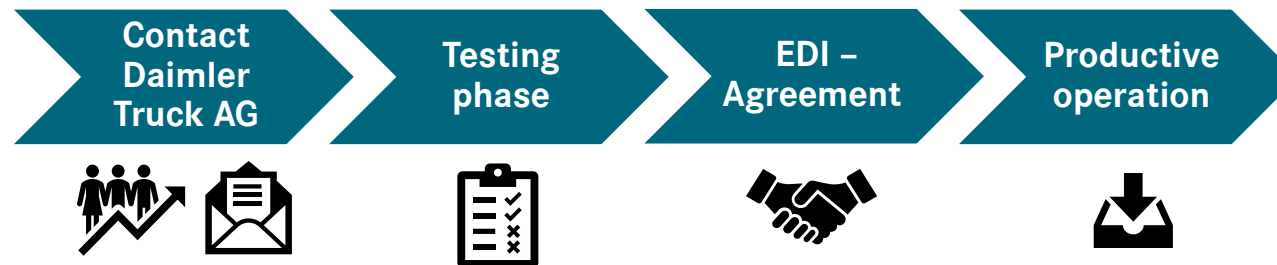 Contact
Daimler
Truck AG
Testing
phase
EDI –
Agreement
Productive
operation